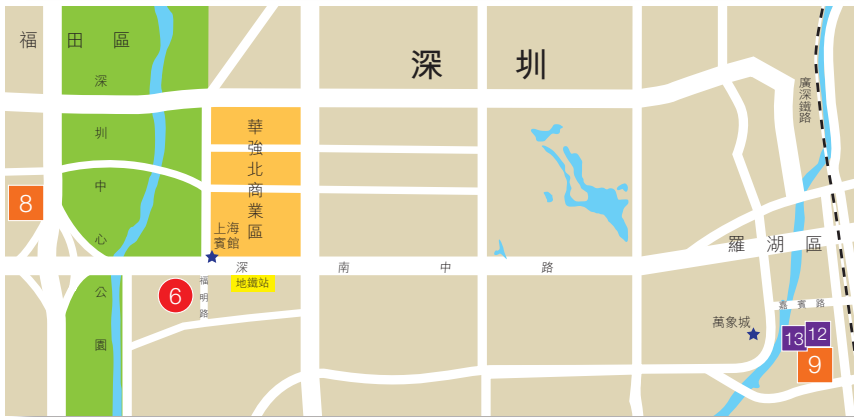 福田區
深圳
深圳中心公園
華強北商業區
廣深鐵路
8
上海
賓館
羅湖區
深南中路
地鐵站
6
福明路
嘉賓路
萬象城
13
12
9